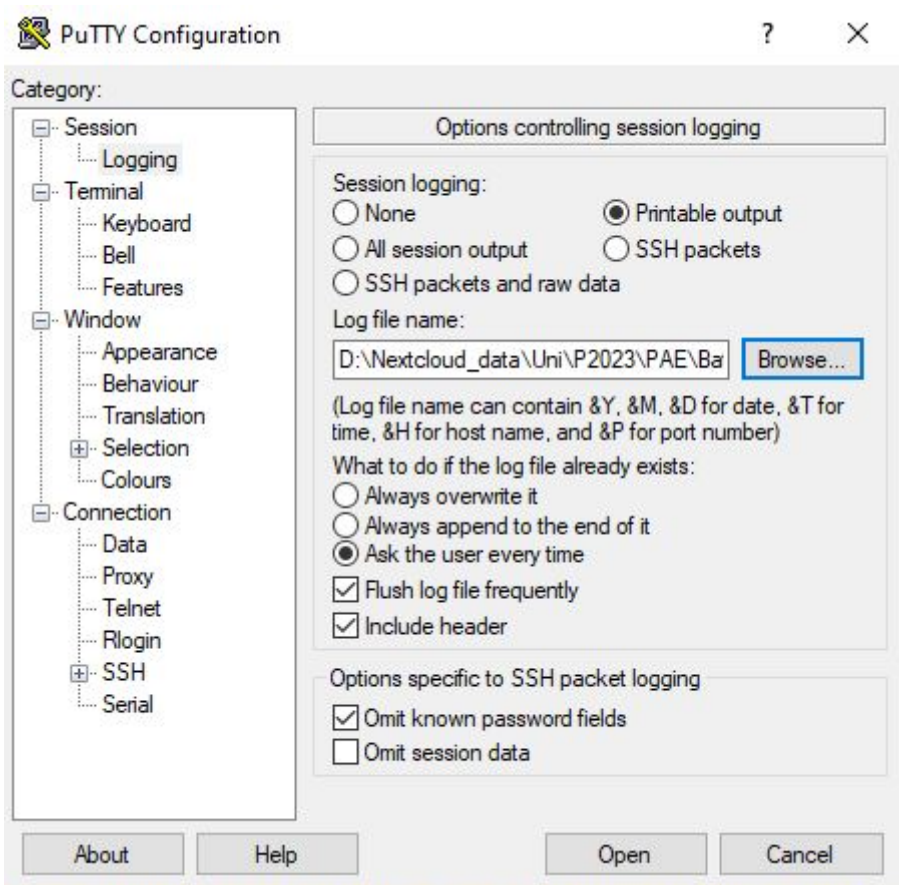 PuTTY Configuration
?
Category:
Session
Logging
Terminal
Keyboard
Bell
Features
Window
Appearance
Behaviour
Translation
Selection
Colours
Connection
Data
Proxy
Telnet
Rlogin
SSH
Serial
Options controlling session logging
Session logging:
None
Printable output
All session output
SSH packets
SSH packets and raw data
Log file name:
D:\Nextcloud_data\Uni\P2023\PAE\Ba
Browse...
(Log file name can contain &Y, &M, &D for date, &T for
time, &H for host name, and &P for port number)
What to do if the log file already exists:
Always overwrite it
Always append to the end of it
Ask the user every time
Flush log file frequently
Include header
Options specific to SSH packet logging
Omit known password fields
Omit session data
About
Help
Open
Cancel